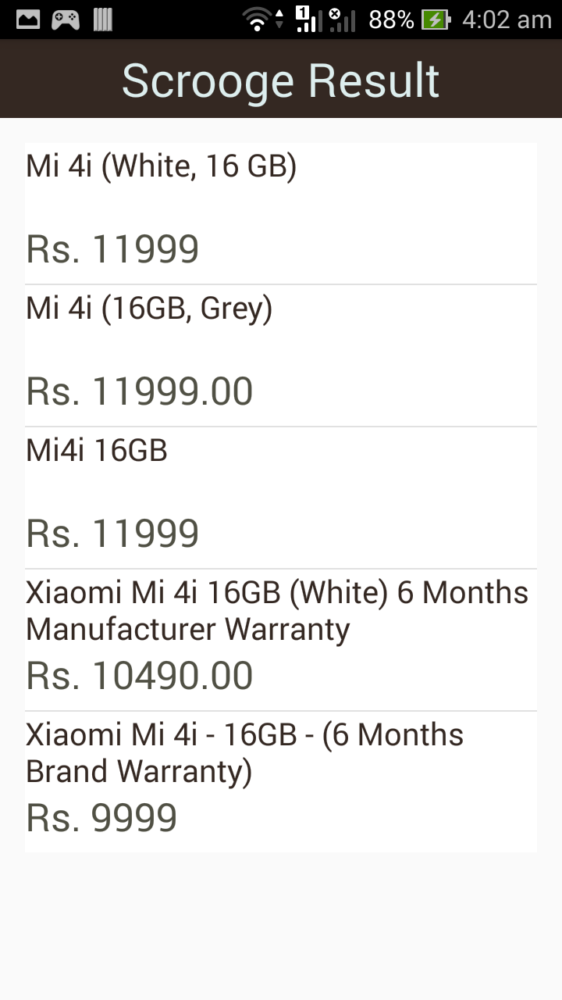 1 88% 4:02 am
Scrooge Result
Mi 4i (White, 16 GB)
Rs. 11999
Mi 4i (16GB, Grey)
Rs. 11999.00
Mi4i 16GB
Rs. 11999
Xiaomi Mi 4i 16GB (White) 6 Months
Manufacturer Warranty
Rs. 10490.00
Xiaomi Mi 4i - 16GB - (6 Months
Brand Warranty)
Rs. 9999